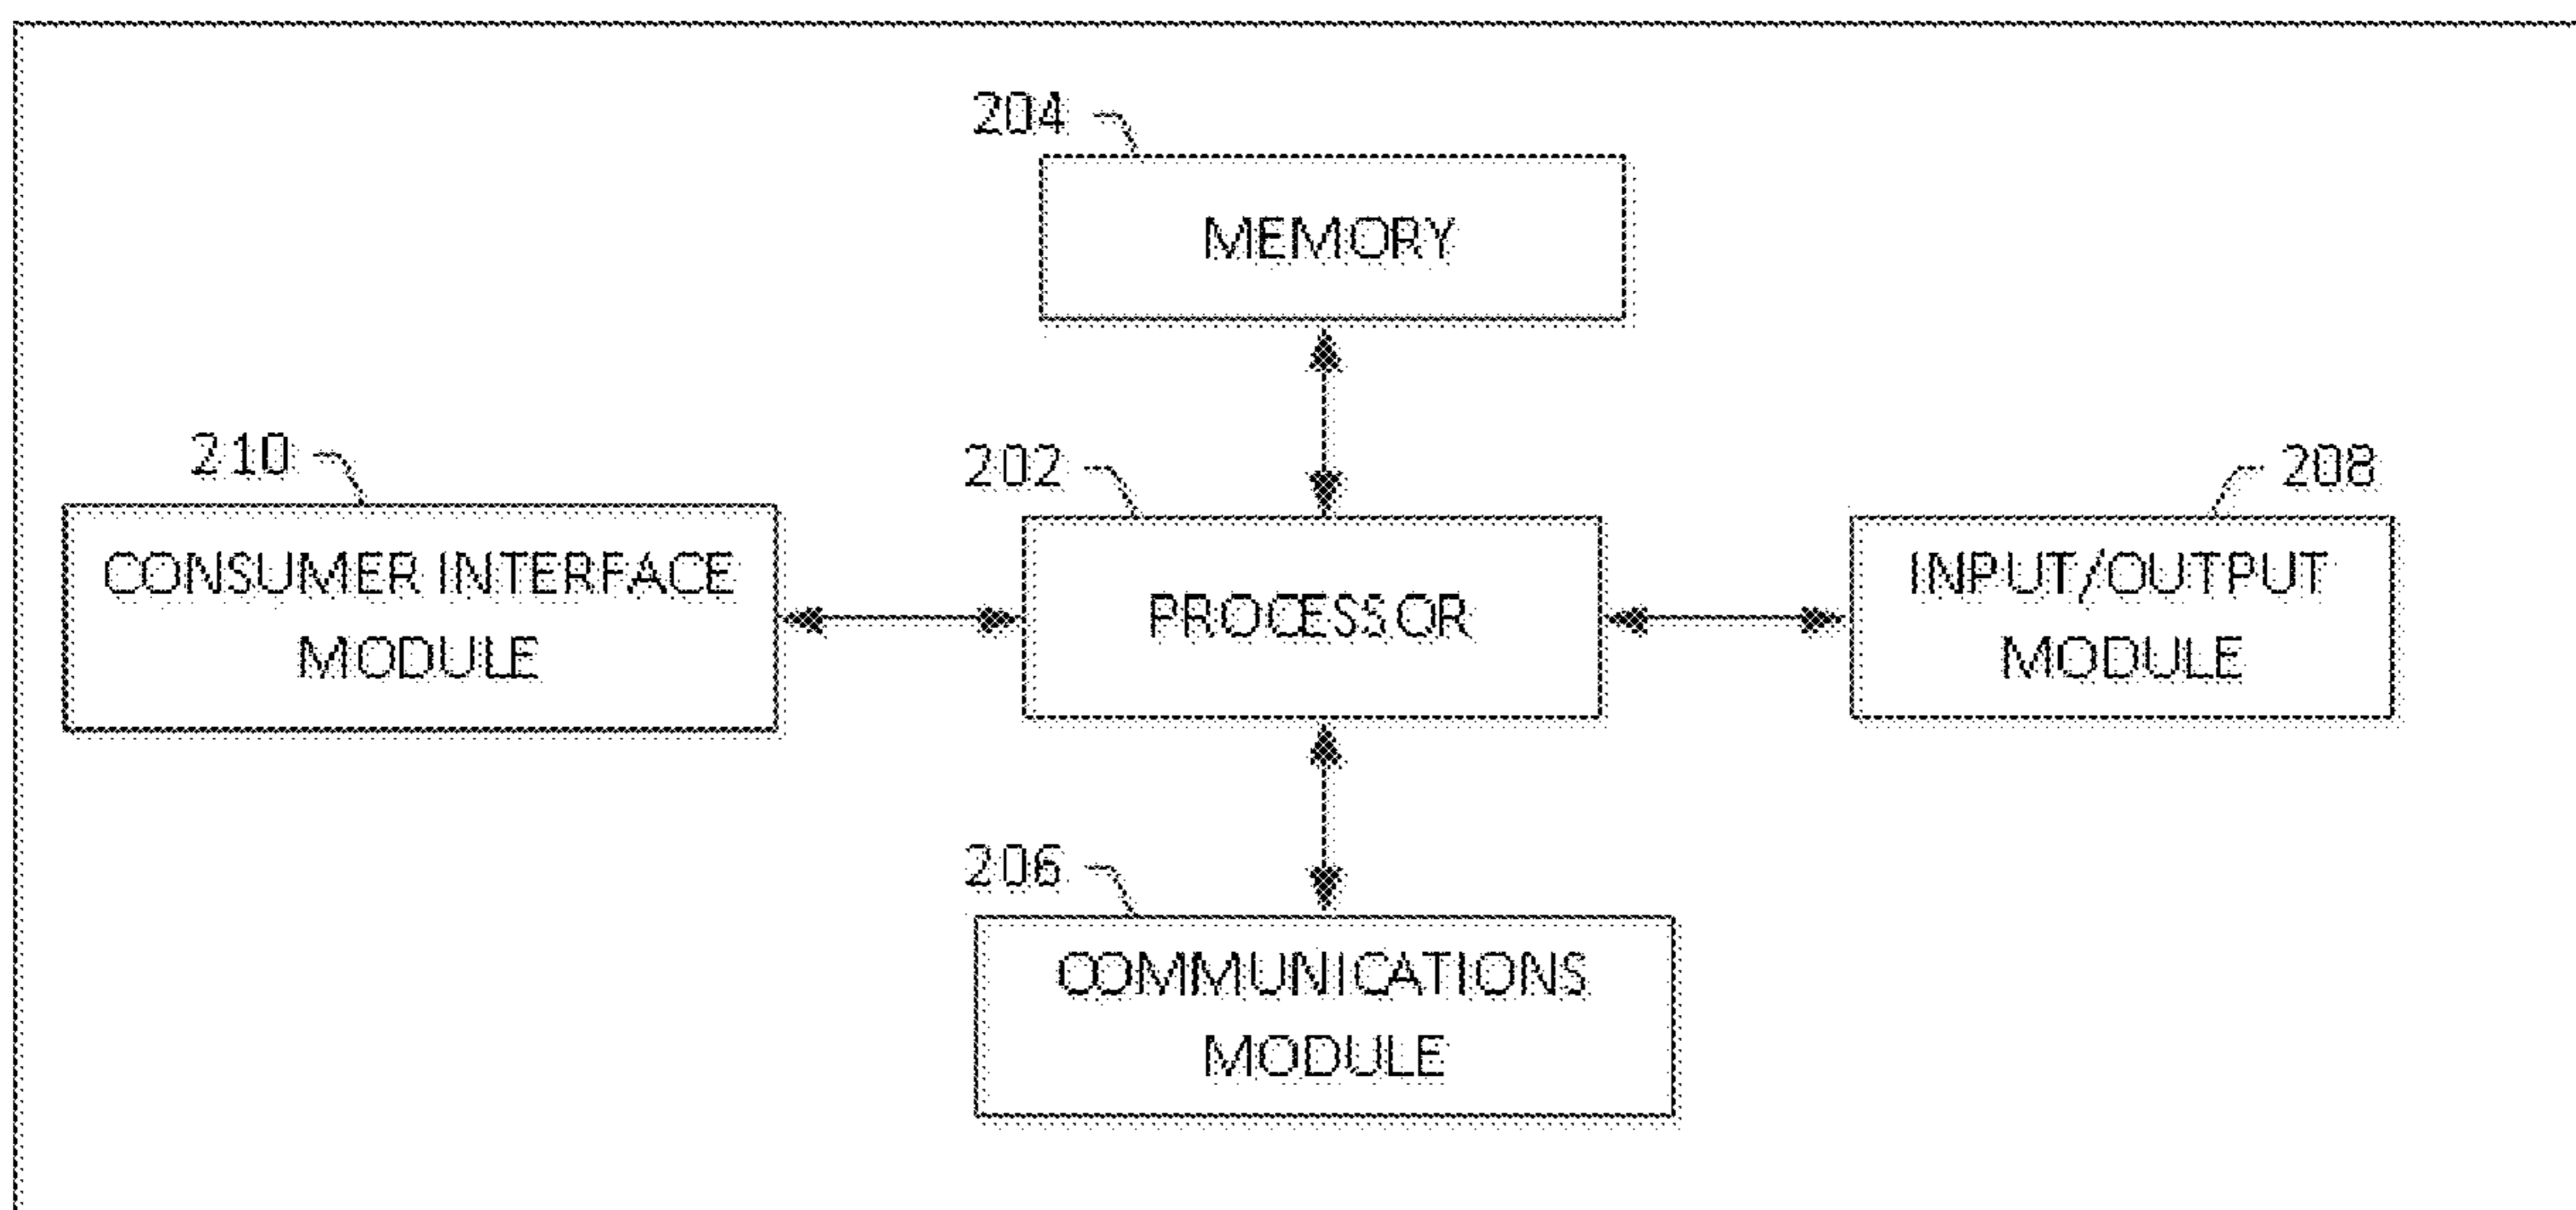 204
MEMORY
210
202
208
CONSUMER INTERFACE
MODULE
PROCESSOR
INPUT/OUTPUT
MODULE
206
COMMUNICATIONS
MODULE